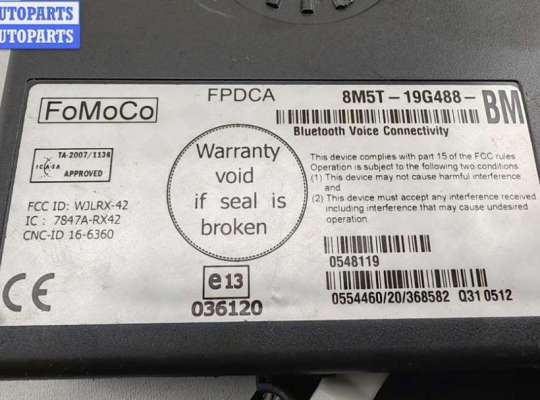 AUTOPARTS
AUTOPARTS
FoMoCo
FPDCA
8M5T-19G488-BM
Bluetooth Voice Connectivity
ICASA
TA-2007/1136
APPROVED
Warranty
void
if seal is
broken
This device complies with part 15 of the FCC rules
Operation is subject to the following two conditions
(1) This device may not cause harmful interference
and
(2) This device must accept any interference received
including interference that may cause undesired
operation.
FCC ID: WJLRX-42
IC : 7847A-RX42
CNC-ID 16-6360
CE
e13
036120
0548119
0554460/20/368582 Q31 0512